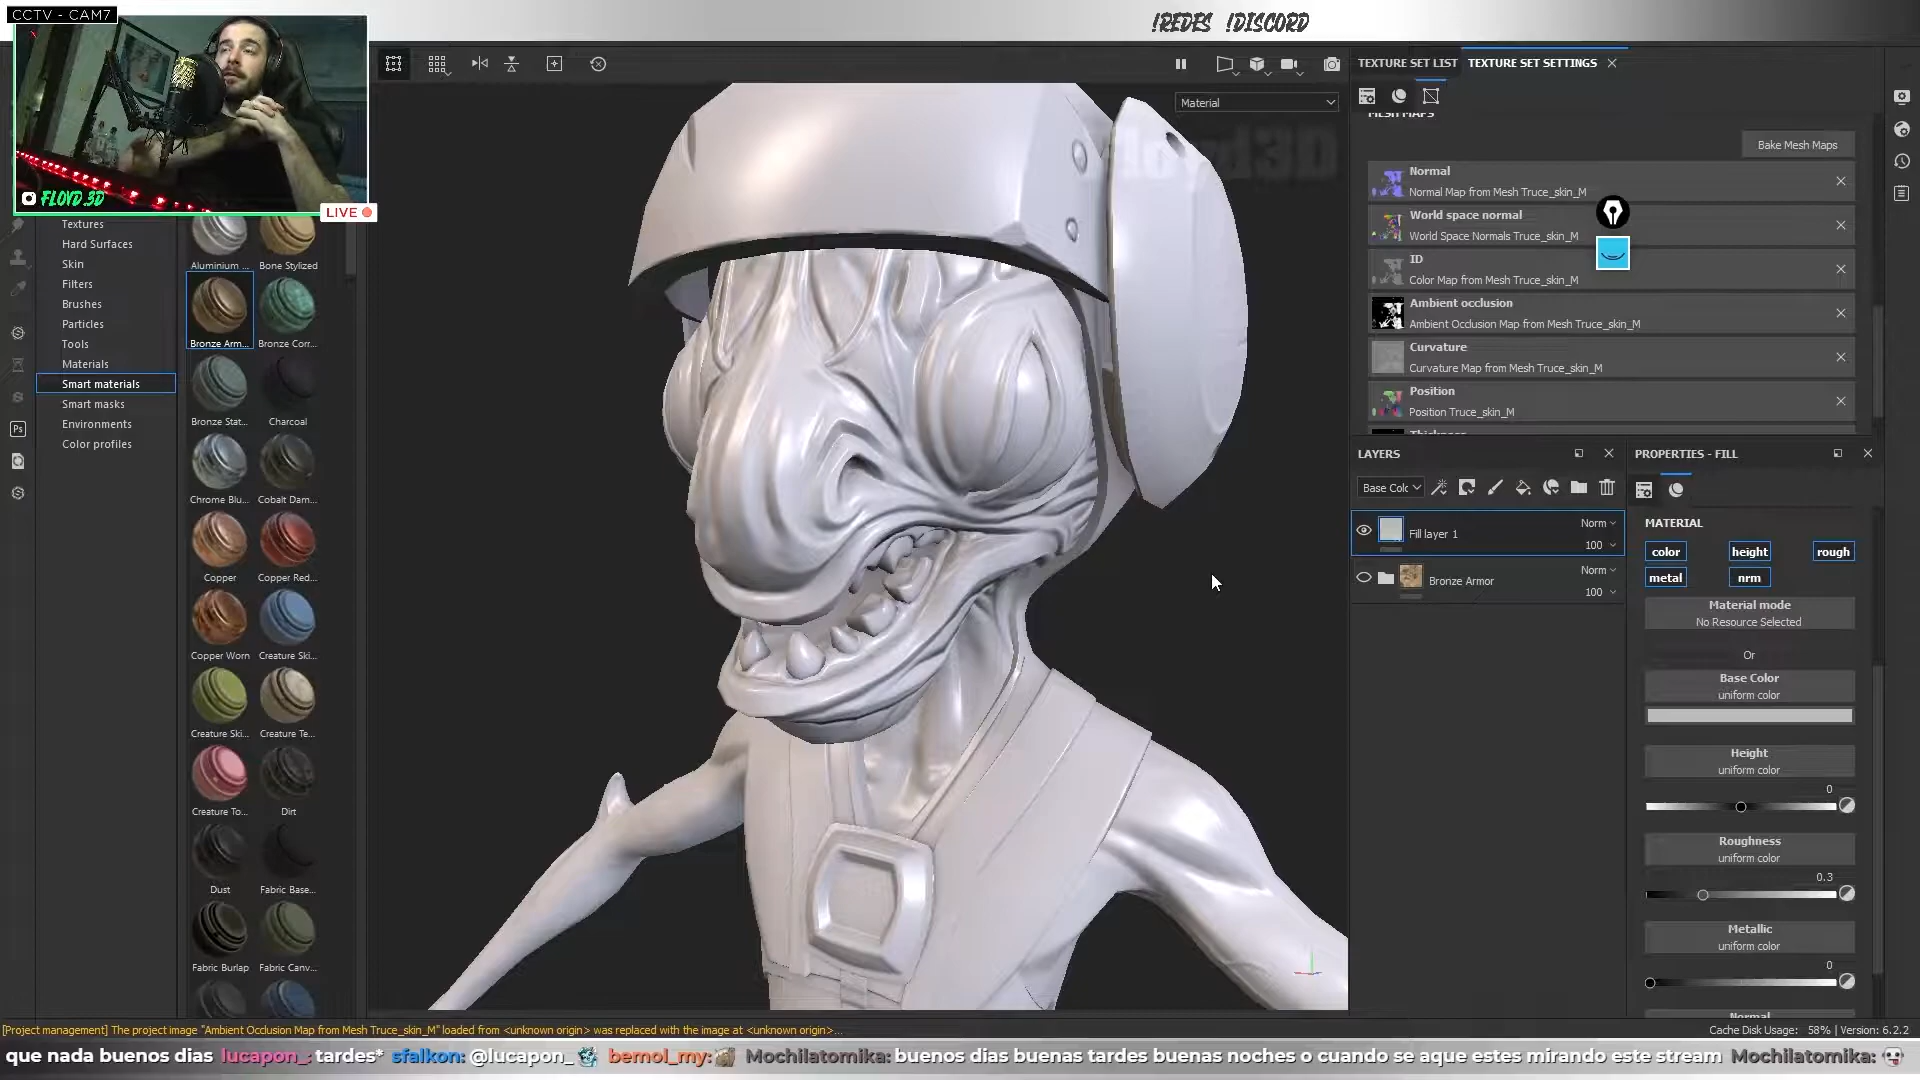 CCTV - CAM7
!REDES !DISCORD
FLOYD.3D
LIVE
Textures
Hard Surfaces
Skin
Filters
Brushes
Particles
Tools
Materials
Smart materials
Smart masks
Environments
Color profiles
Ps
Aluminium ...
Bone Stylized
Bronze Arm...
Bronze Corr...
Bronze Stat...
Charcoal
Chrome Blu...
Cobalt Dam...
Copper
Copper Red...
Copper Worn
Creature Ski...
Creature Ski...
Creature Te...
Creature To...
Dirt
Dust
Fabric Base...
Fabric Burlap
Fabric Canv...
Material
TEXTURE SET LIST
TEXTURE SET SETTINGS
MESH MAPS
Bake Mesh Maps
Normal
Normal Map from Mesh Truce_skin_M
World space normal
World Space Normals Truce_skin_M
ID
Color Map from Mesh Truce_skin_M
Ambient occlusion
Ambient Occlusion Map from Mesh Truce_skin_M
Curvature
Curvature Map from Mesh Truce_skin_M
Position
Position Truce_skin_M
Thickness
LAYERS
Base Colc
Fill layer 1
Norm
100
Bronze Armor
Norm
100
PROPERTIES - FILL
MATERIAL
color height rough
metal nrm
Material mode
No Resource Selected
Or
Base Color
uniform color
Height
uniform color
0
Roughness
uniform color
0.3
Metallic
uniform color
0
Normal
[Project management] The project image "Ambient Occlusion Map from Mesh Truce_skin_M" loaded from <unknown origin> was replaced with the image at <unknown origin>...
Cache Disk Usage: 58% | Version: 6.2.2
que nada buenos dias lucapon_: tardes* sfalkon: @lucapon_ bemol_my: Mochilatomika: buenos dias buenas tardes buenas noches o cuando se aque estes mirando este stream Mochilatomika: